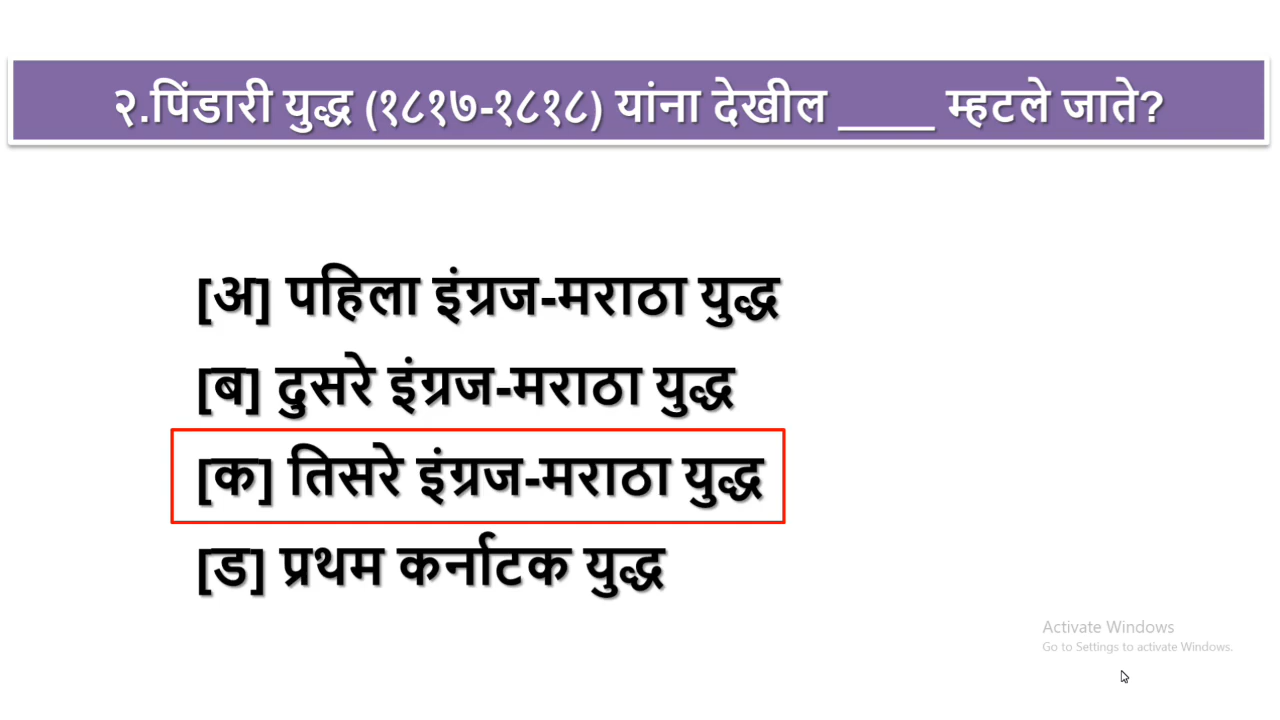 २.पिंडारी युद्ध (१८१७-१८१८) यांना देखील ____ म्हटले जाते?
[अ] पहिला इंग्रज-मराठा युद्ध
[ब] दुसरे इंग्रज-मराठा युद्ध
[क] तिसरे इंग्रज-मराठा युद्ध
[ड] प्रथम कर्नाटक युद्ध
Activate Windows
Go to Settings to activate Windows.